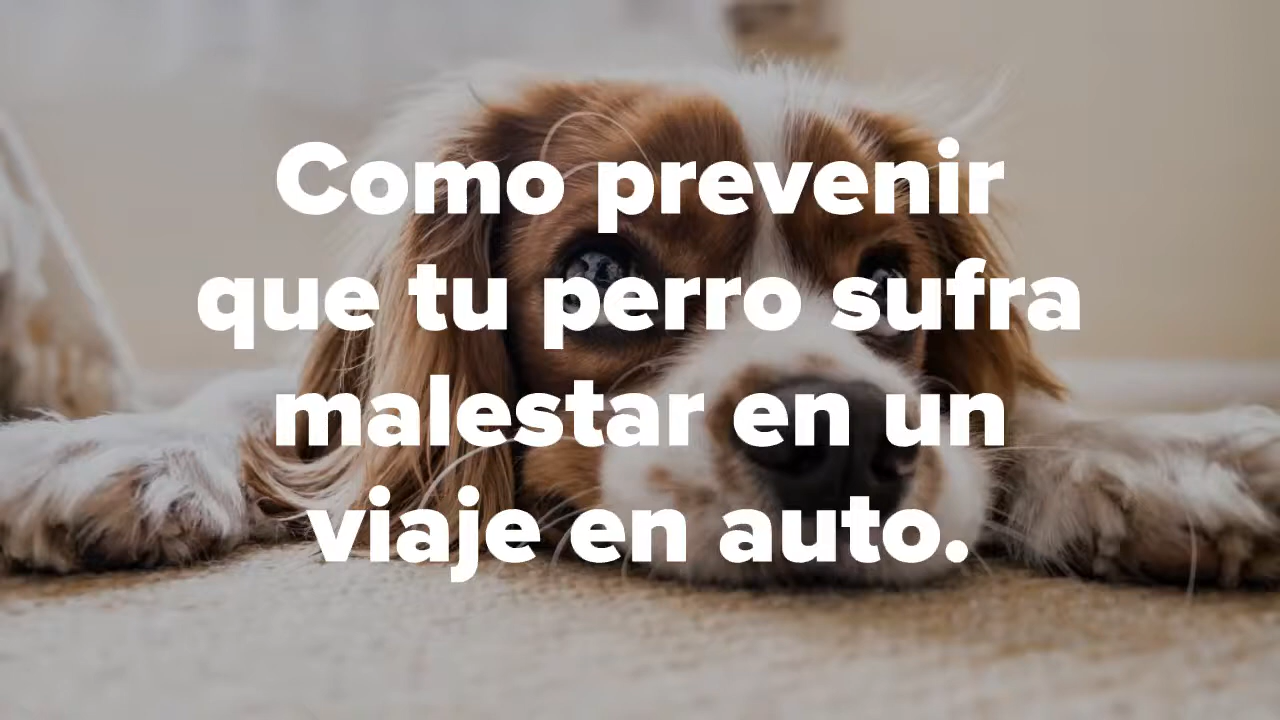 Como prevenir
que tu perro sufra
malestar en un
viaje en auto.